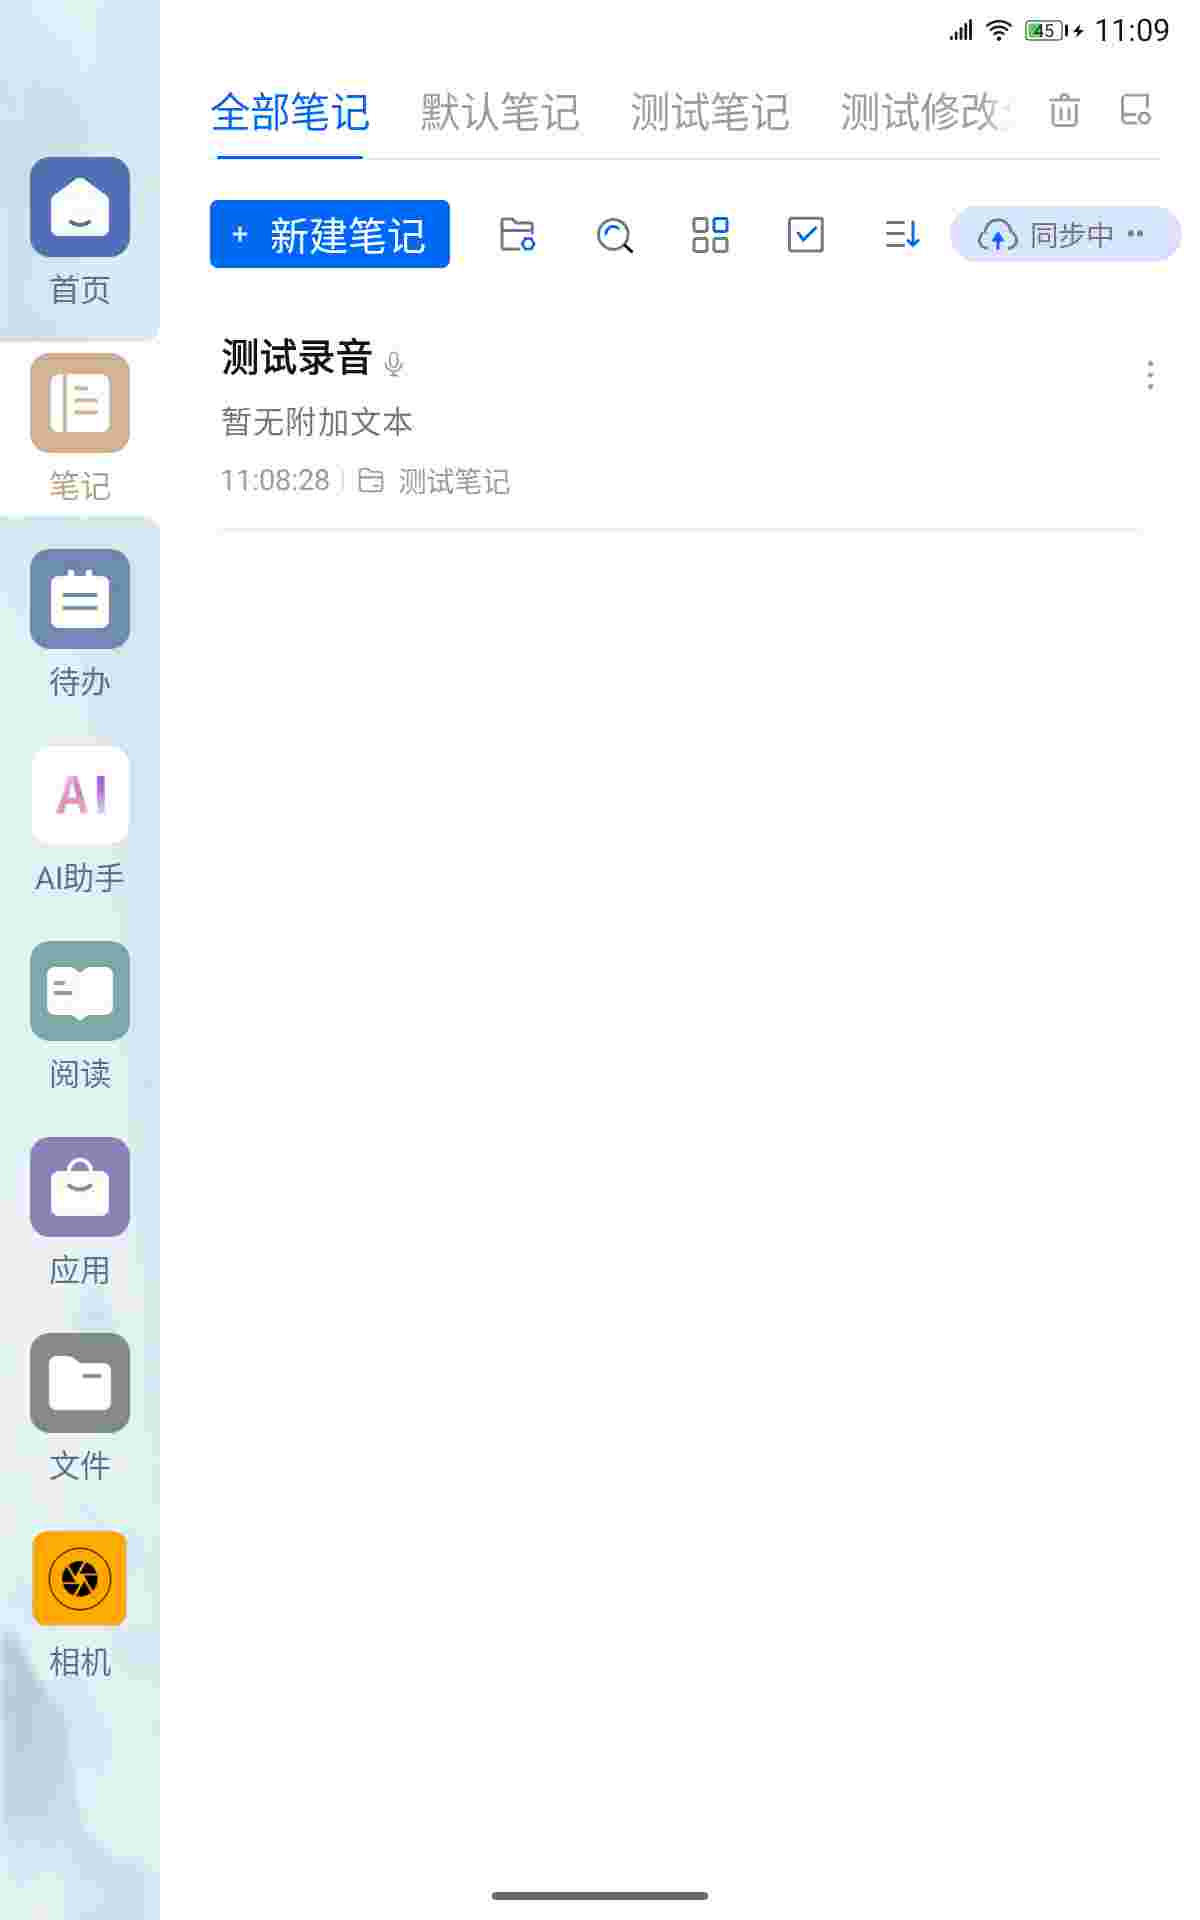 45 11:09
全部笔记 默认笔记 测试笔记 测试修改
+ 新建笔记 同步中
测试录音
暂无附加文本
11:08:28 测试笔记
首页
笔记
待办
AI
AI助手
阅读
应用
文件
相机